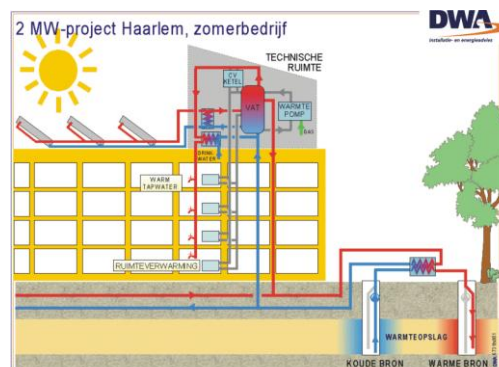 2 MW-project Haarlem, zomerbedrijf
DWA
installatie- en energieadvies
TECHNISCHE
RUIMTE
CV
KETEL
VAT
WARMTE
POMP
gas
DRINK
WATER
WARM
TAPWATER
RUIMTEVERWARMING
WARMTEOPSLAG
KOUDE BRON
WARME BRON